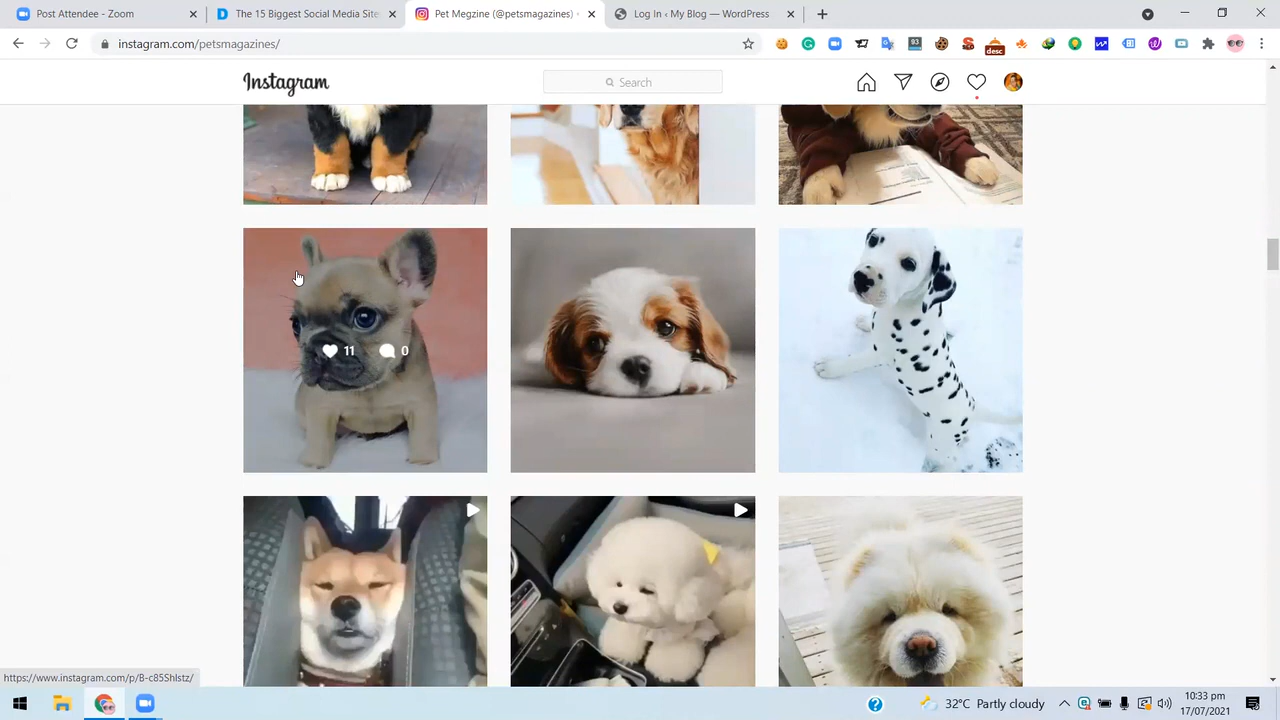 Post Attendee - Zoom
The 15 Biggest Social Media Site
Pet Megzine (@petsmagazines)
Log In ‹ My Blog — WordPress
instagram.com/petsmagazines/
93
desc
Instagram
Search
11
0
https://www.instagram.com/p/B-c85Shlstz/
32°C Partly cloudy
10:33 pm
17/07/2021